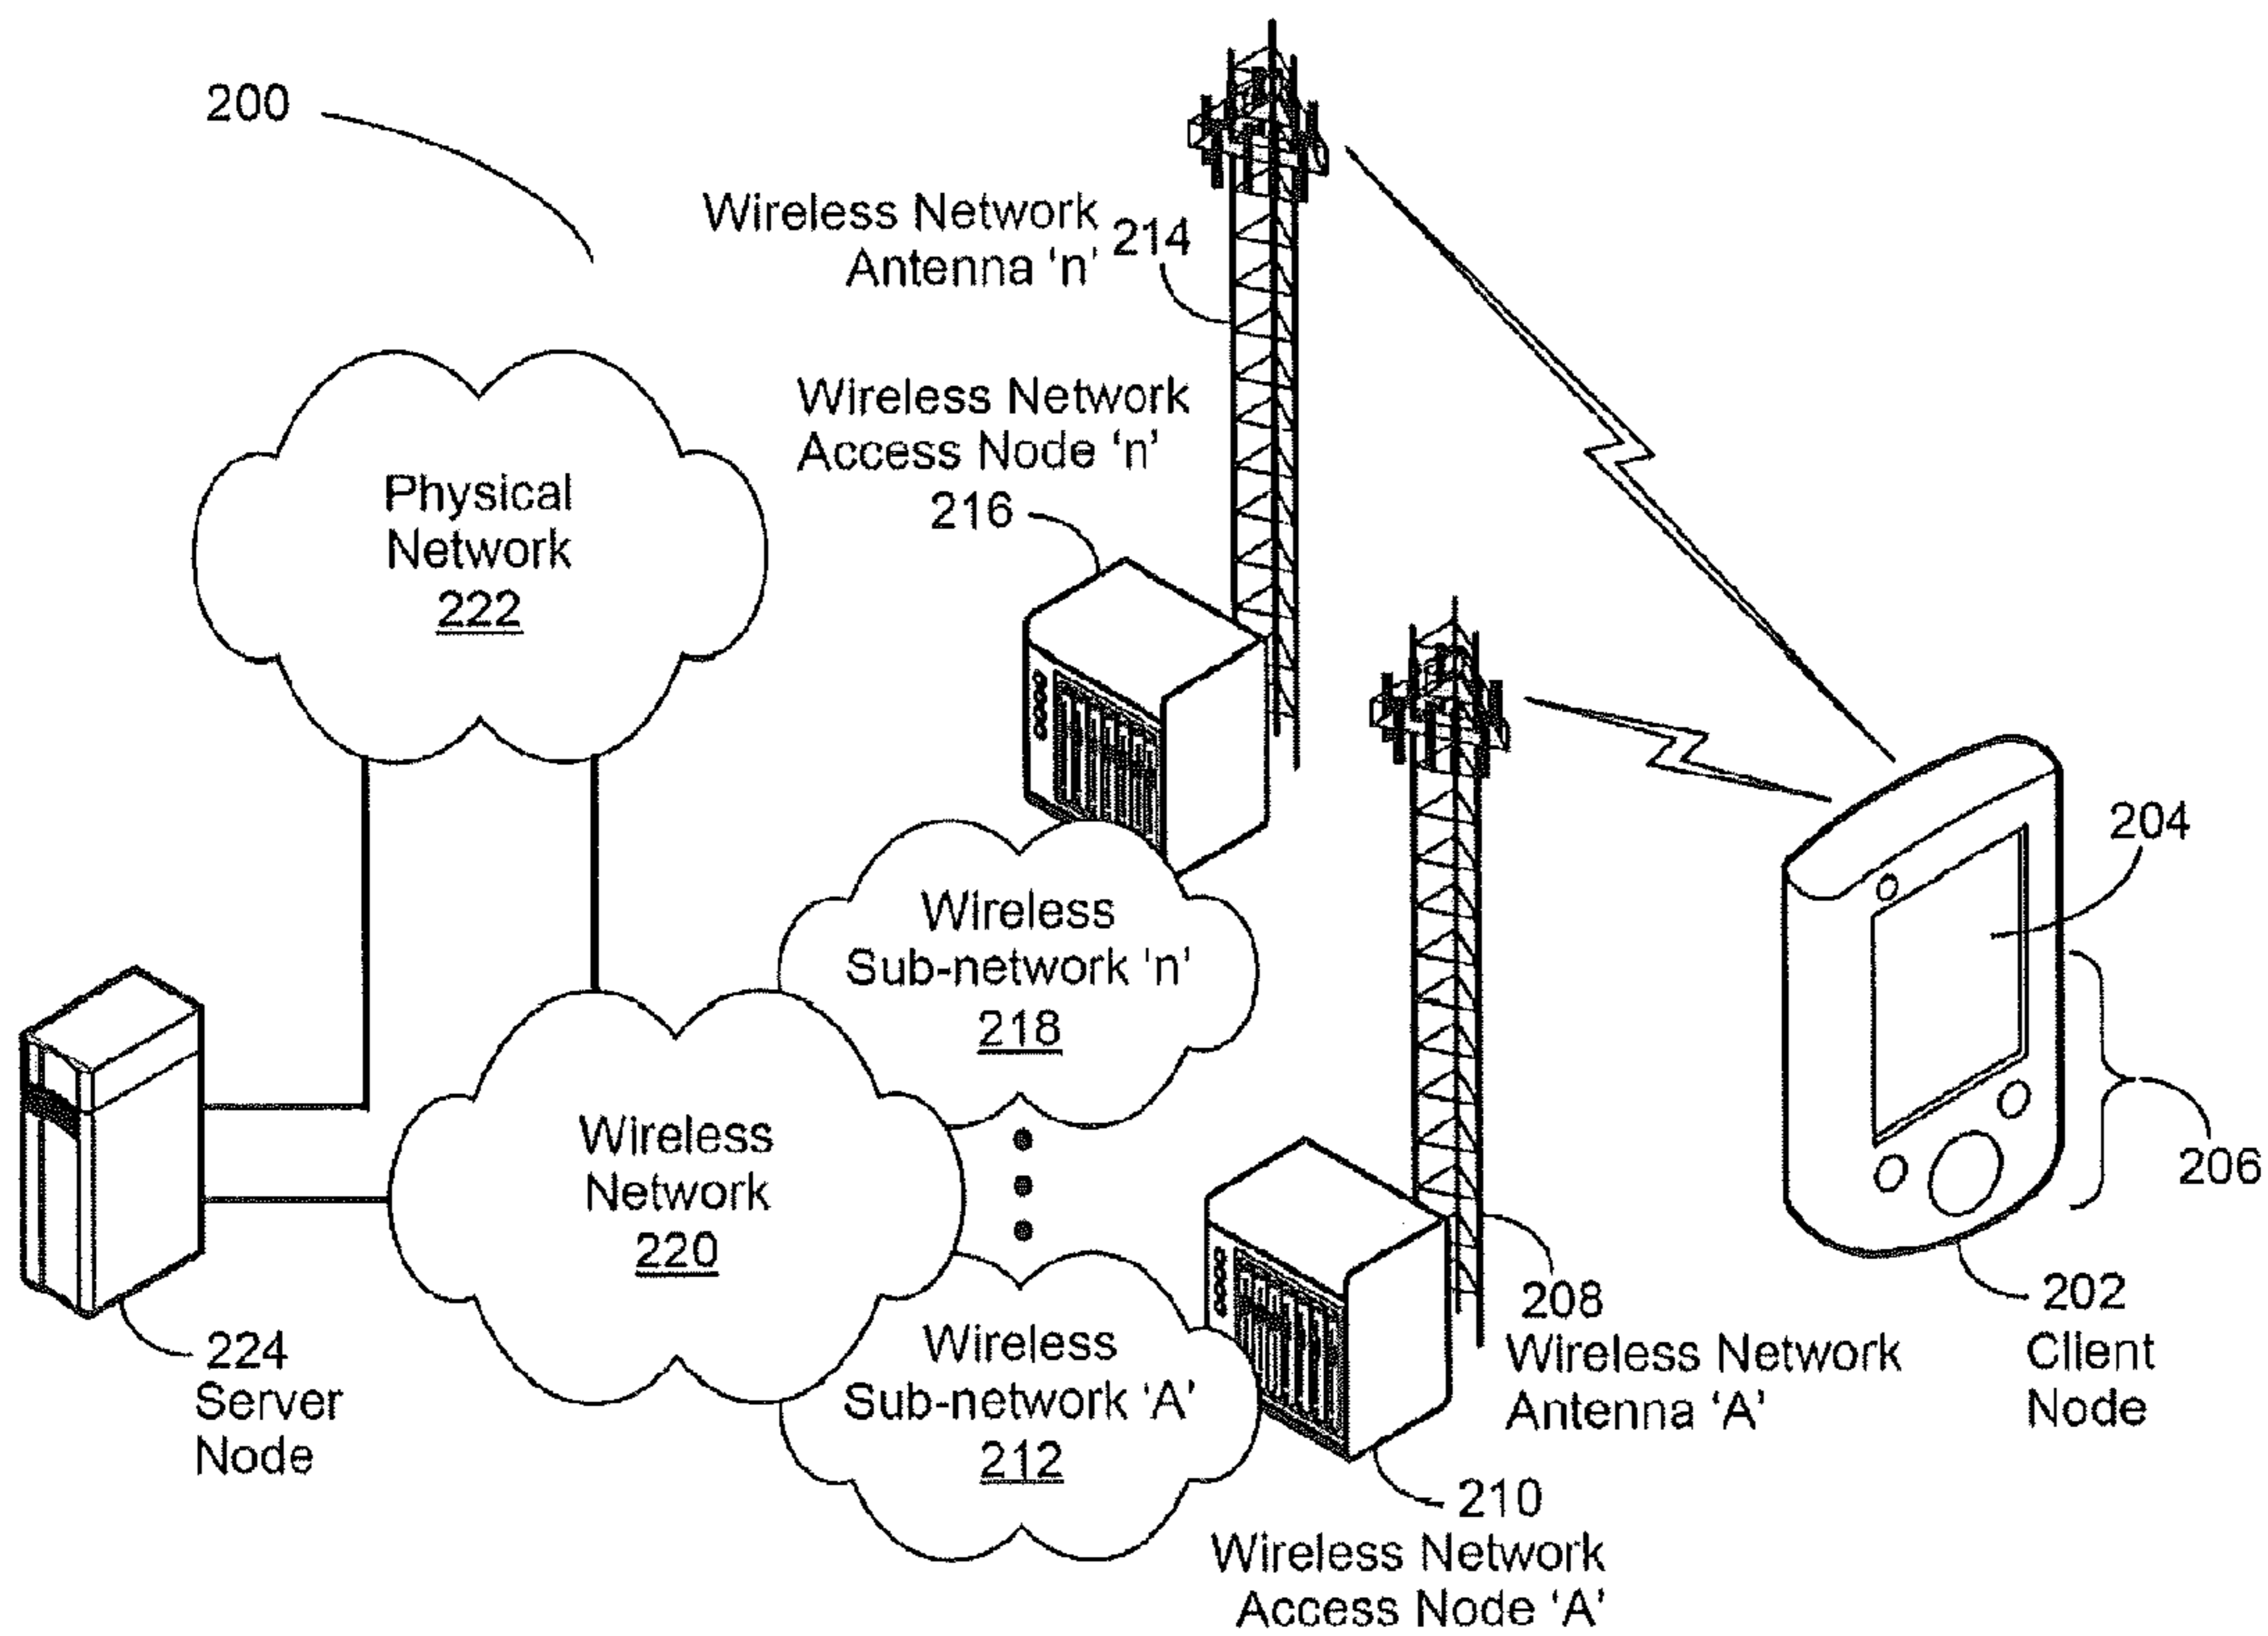 200
Wireless Network
Antenna 'n'
214
Wireless Network
Access Node 'n'
216
Physical
Network
222
204
Wireless
Sub-network 'n'
218
206
Wireless
Network
220
224
Server
Node
Wireless
Sub-network 'A'
212
208
Wireless Network
Antenna 'A'
202
Client
Node
210
Wireless Network
Access Node 'A'